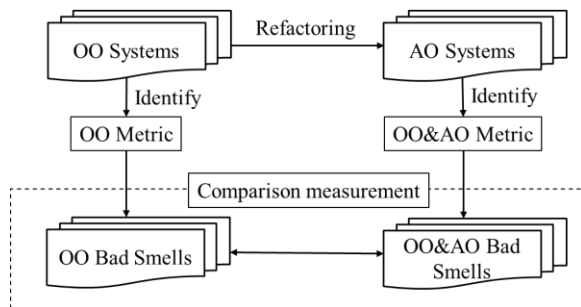 OO Systems
Refactoring
AO Systems
Identify
Identify
OO Metric
OO&AO Metric
Comparison measurement
OO Bad Smells
OO&AO Bad
Smells